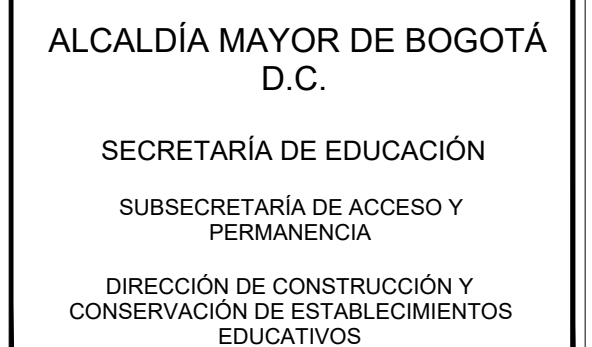 ALCALDÍA MAYOR DE BOGOTÁ
D.C.
SECRETARÍA DE EDUCACIÓN
SUBSECRETARÍA DE ACCESO Y
PERMANENCIA
DIRECCIÓN DE CONSTRUCCIÓN Y
CONSERVACIÓN DE ESTABLECIMIENTOS
EDUCATIVOS